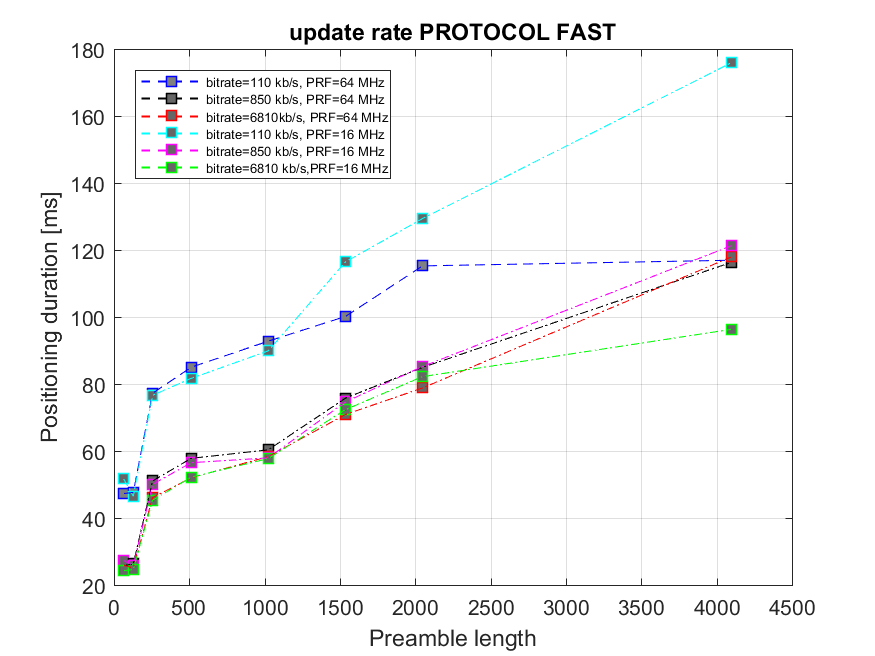 update rate PROTOCOL FAST
180
160
140
120
100
80
60
40
20
bitrate=110 kb/s, PRF=64 MHz
bitrate=850 kb/s, PRF=64 MHz
bitrate=6810kb/s, PRF=64 MHz
bitrate=110 kb/s, PRF=16 MHz
bitrate=850 kb/s, PRF=16 MHz
bitrate=6810 kb/s,PRF=16 MHz
Positioning duration [ms]
0 500 1000 1500 2000 2500 3000 3500 4000 4500
Preamble length